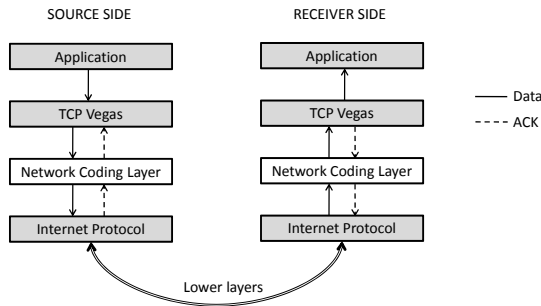 SOURCE SIDE
Application
TCP Vegas
Network Coding Layer
Internet Protocol
RECEIVER SIDE
Application
TCP Vegas
Network Coding Layer
Internet Protocol
Data
ACK
Lower layers